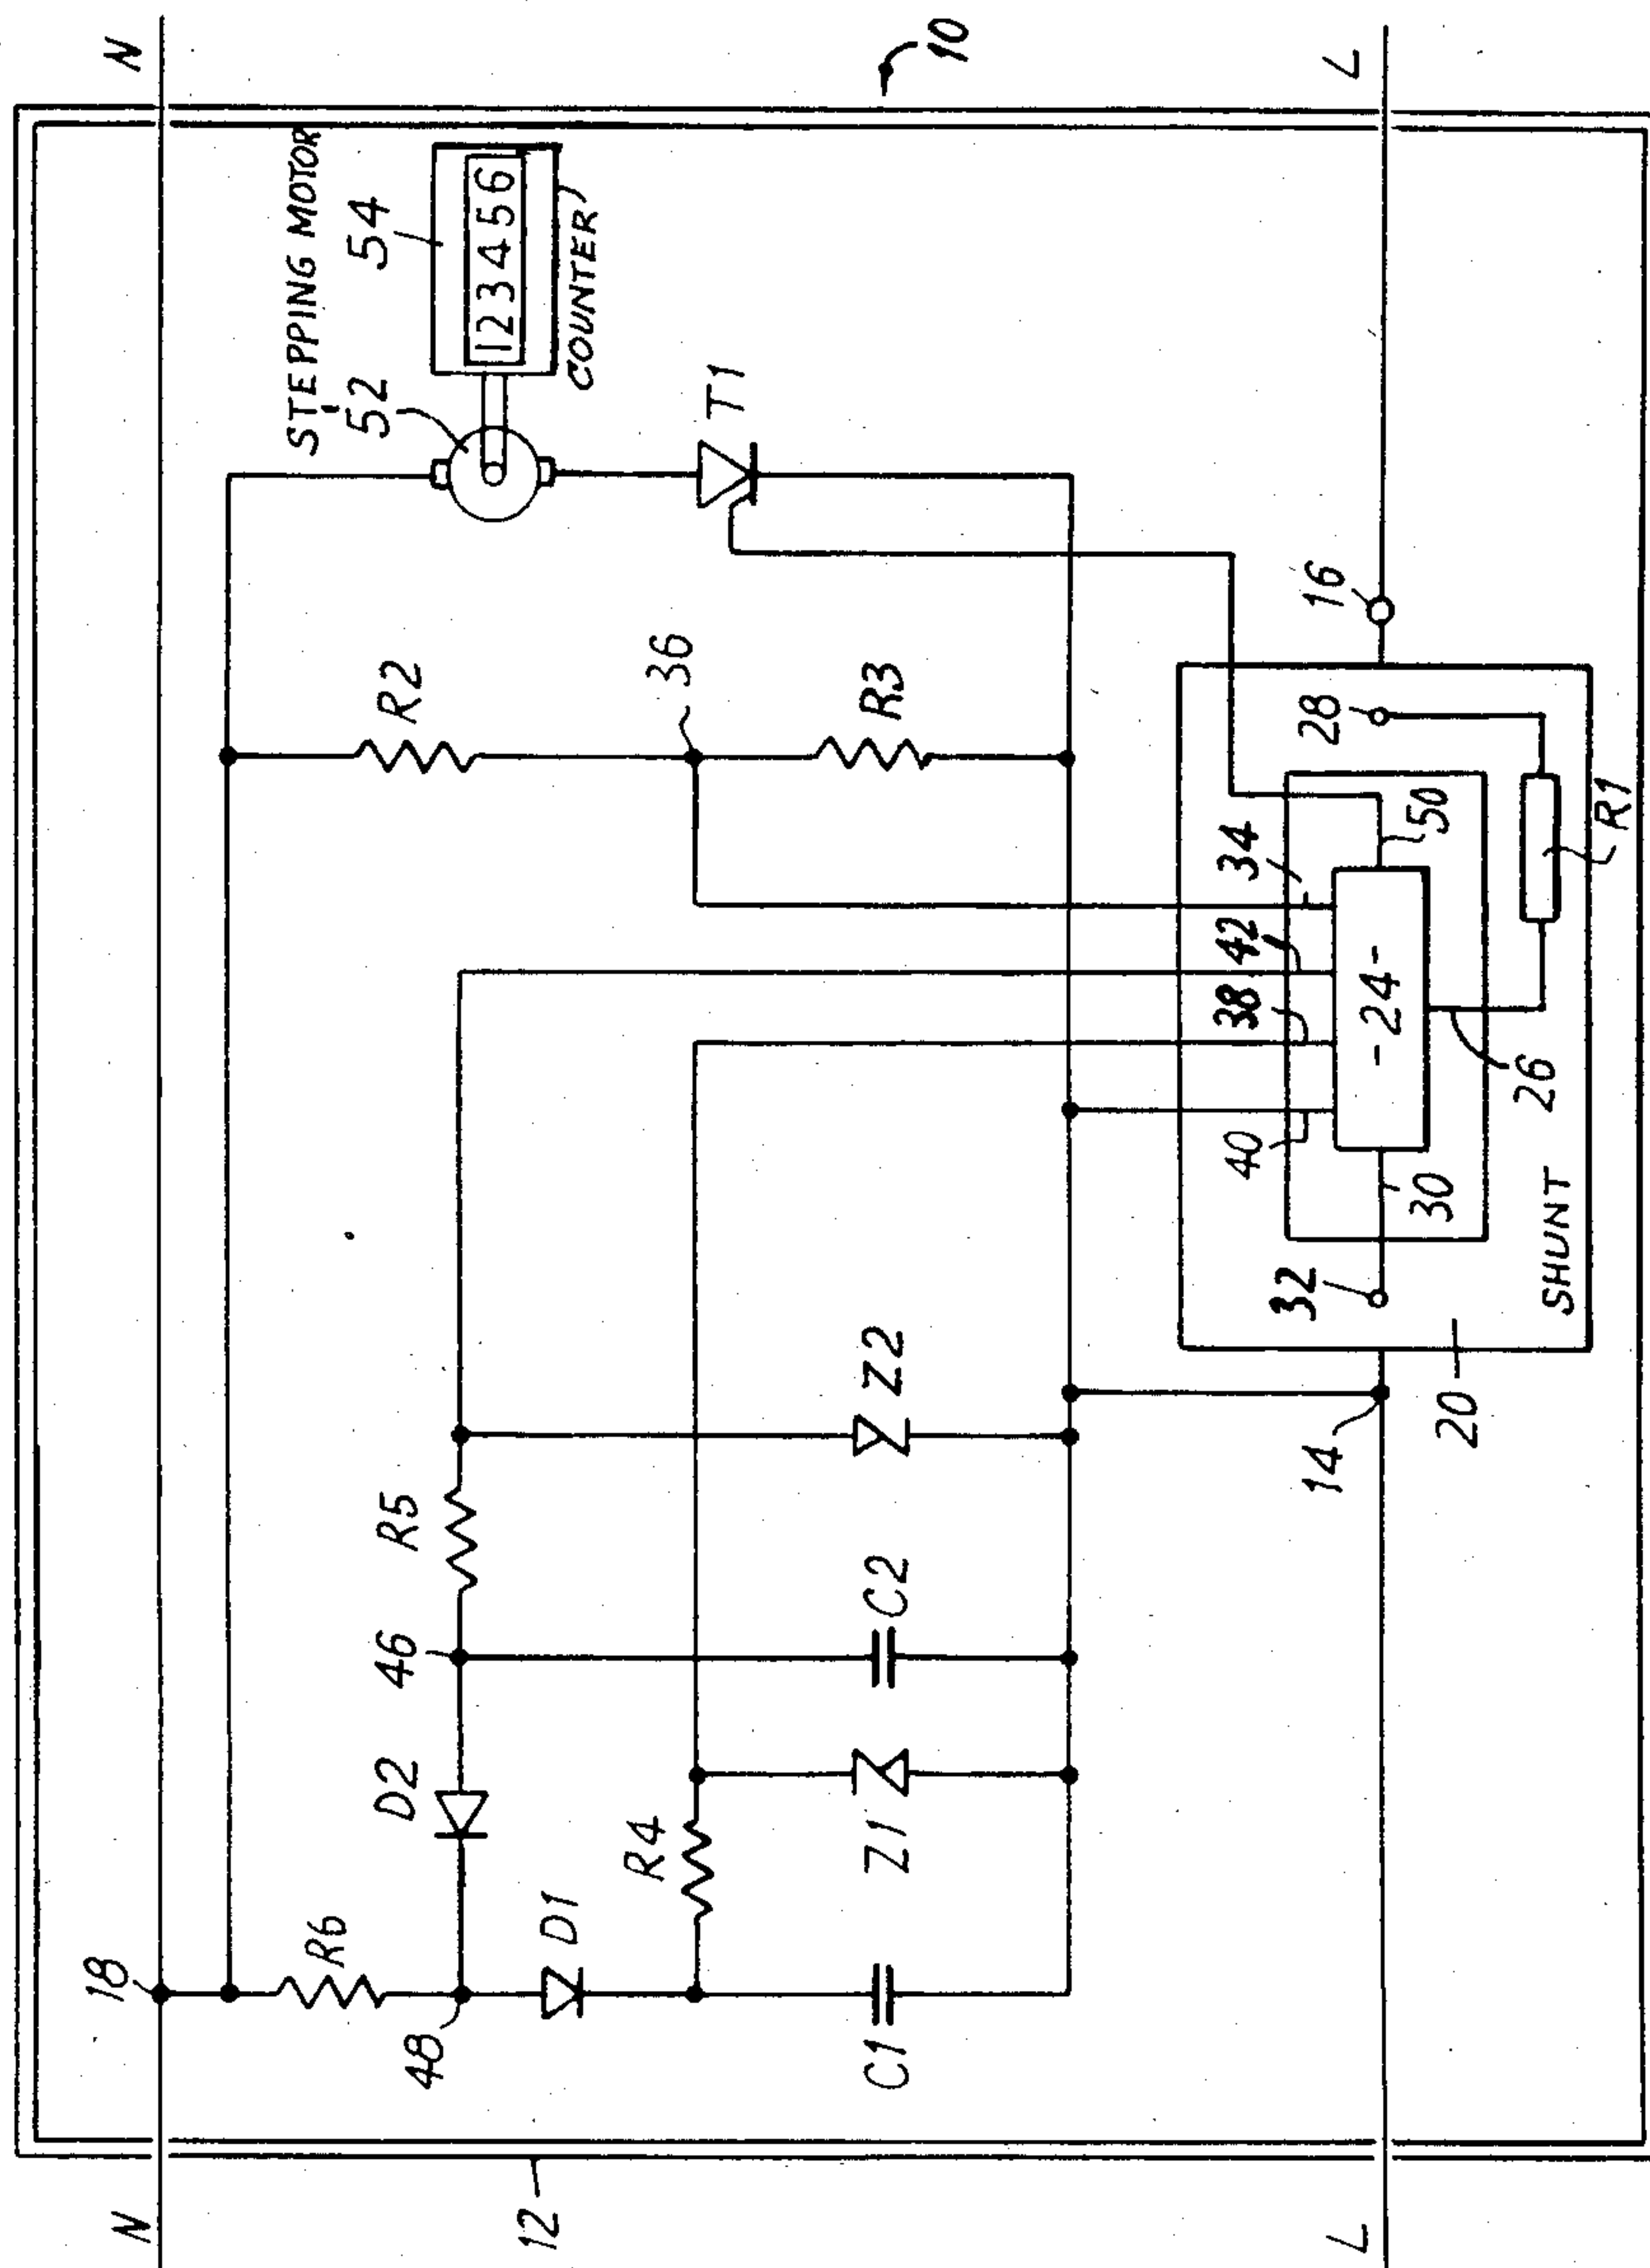 N
N
10
12
18
STEPPING MOTOR
52
54
123456
COUNTER
R6
48
D2
46
R5
D1
R4
C1
Z1
C2
Z2
R2
36
R3
T1
40
38
42
34
32
30
-24-
50
28
16
26
R1
14
20
SHUNT
L
L